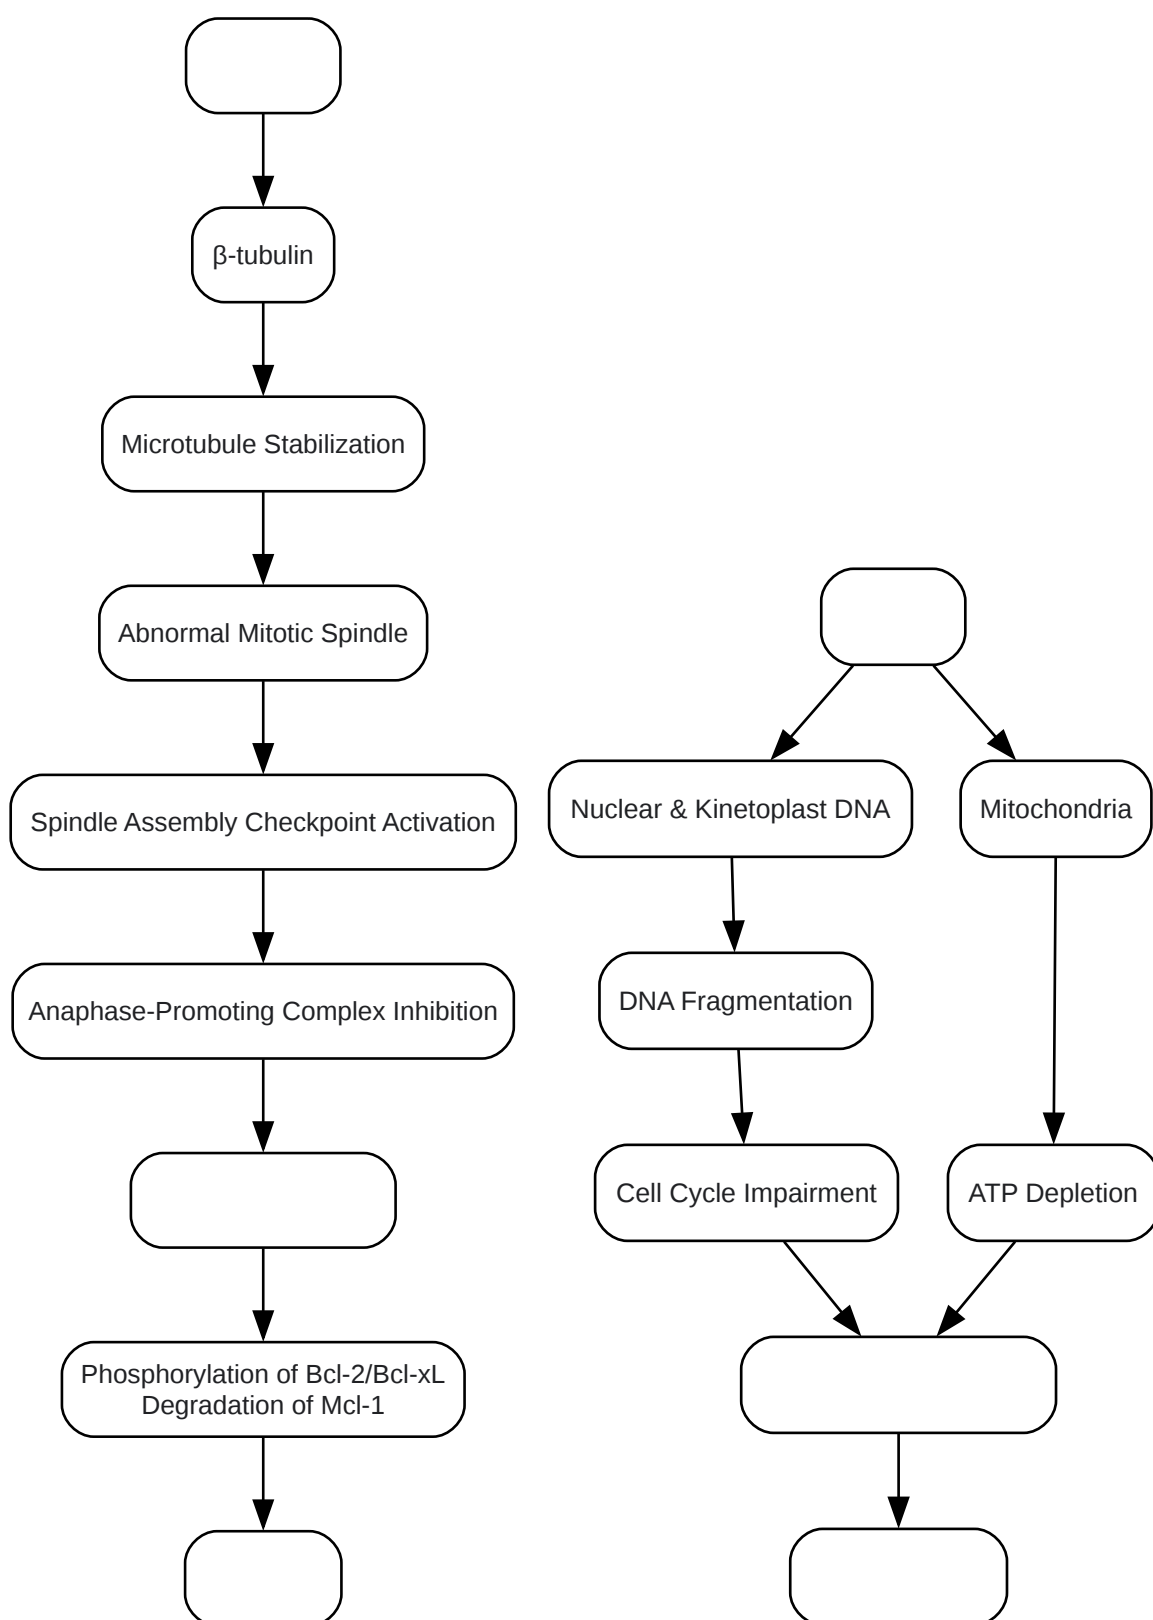 β-tubulin
Microtubule Stabilization
Abnormal Mitotic Spindle
Spindle Assembly Checkpoint Activation
Anaphase-Promoting Complex Inhibition
Phosphorylation of Bcl-2/Bcl-xL
Degradation of Mcl-1
Nuclear & Kinetoplast DNA
Mitochondria
DNA Fragmentation
Cell Cycle Impairment
ATP Depletion